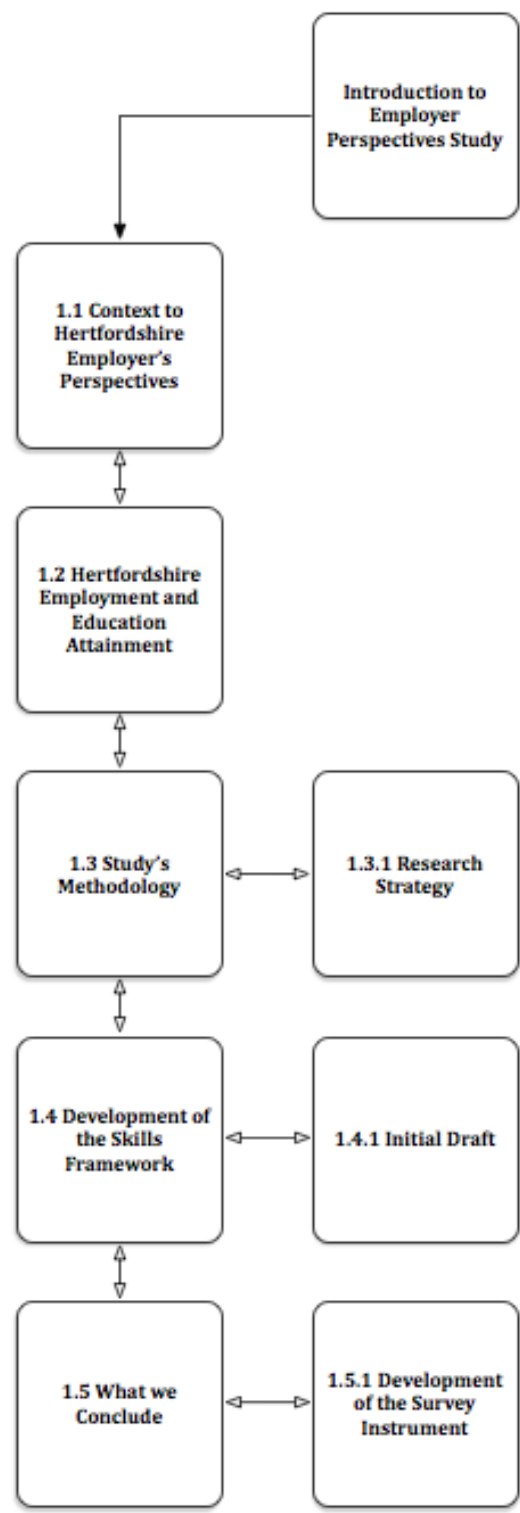 Introduction to
Employer
Perspectives Study
1.1 Context to
Hertfordshire
Employer's
Perspectives
1.2 Hertfordshire
Employment and
Education
Attainment
1.3 Study's
Methodology
1.3.1 Research
Strategy
1.4 Development of
the Skills
Framework
1.4.1 Initial Draft
1.5 What we
Conclude
1.5.1 Development
of the Survey
Instrument